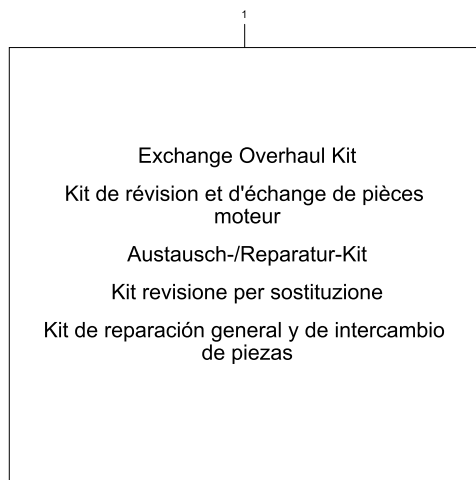 1
Exchange Overhaul Kit
Kit de révision et d'échange de pièces
moteur
Austausch-/Reparatur-Kit
Kit revisione per sostituzione
Kit de reparación general y de intercambio
de piezas